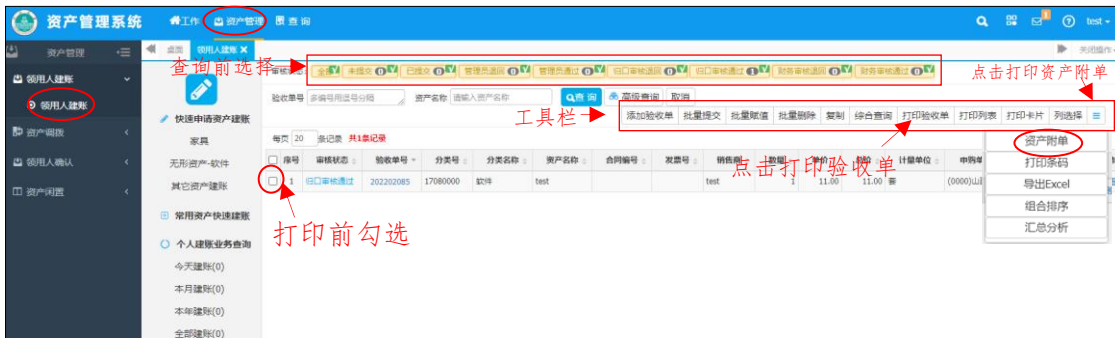 资产管理系统 工作 资产管理 查询 1 test
资产管理 桌面 领用人建账 × 关闭操作
领用人建账
领用人建账
资产调拨
领用人确认
资产闲置
查询前选择
审核状态: 全部 未提交 0 已提交 0 管理员退回 0 管理员通过 0 归口审核退回 0 归口审核通过 1 财务审核退回 0 财务审核通过 0
点击打印资产附单
验收单号 多编号用逗号分隔 资产名称 请输入资产名称 查询 高级查询 取消
工具栏
添加验收单 批量提交 批量赋值 批量删除 复制 综合查询 打印验收单 打印列表 打印卡片 列选择
资产附单
打印条码
导出Excel
组合排序
汇总分析
快速申请资产建账
家具
无形资产-软件
其它资产建账
常用资产快速建账
个人建账业务查询
今天建账(0)
本月建账(0)
本年建账(0)
全部建账(0)
每页 20 条记录 共1条记录
点击打印验收单
序号 审核状态 验收单号 分类号 分类名称 资产名称 合同编号 发票号 销售商 数量 单价 计量单位 申购单
1 归口审核通过 202202085 17080000 软件 test test 1 11.00 11.00 套 (0000)山
打印前勾选